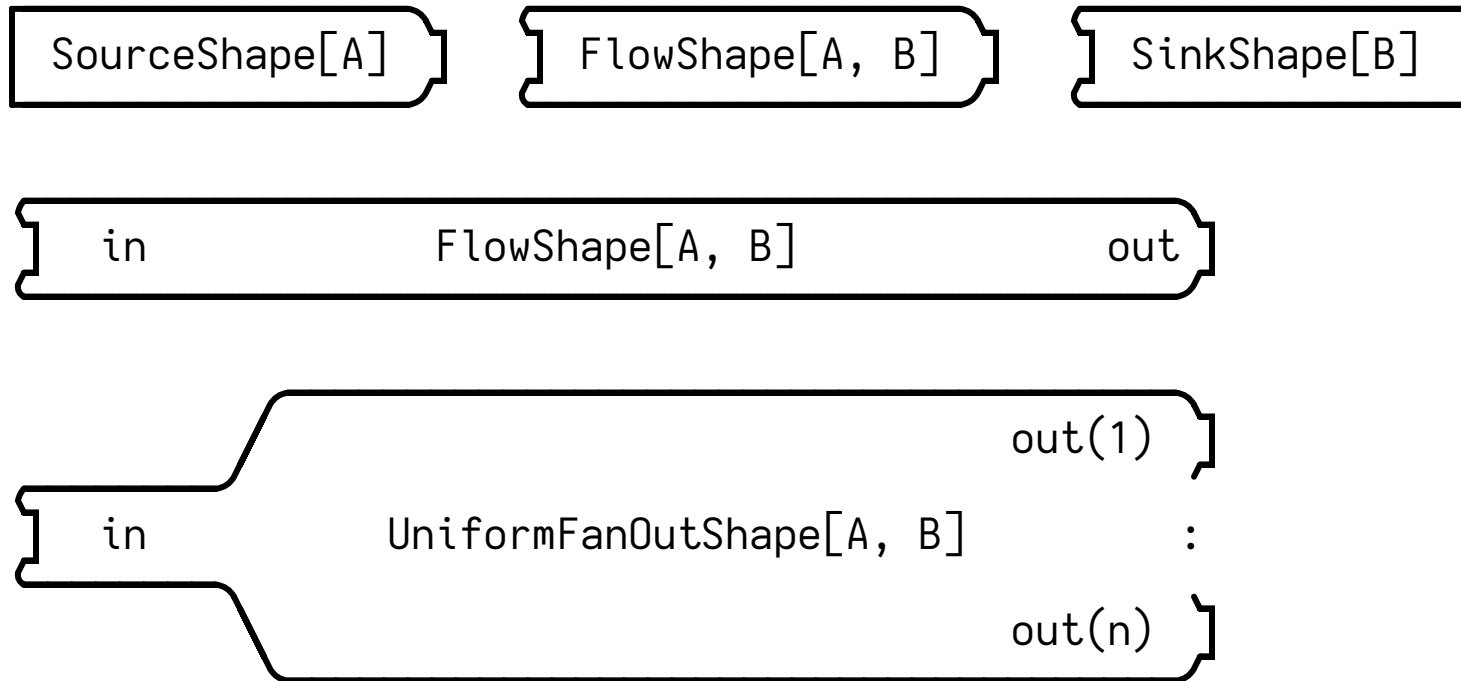 SourceShape[A] FlowShape[A, B] SinkShape[B]
in FlowShape[A, B] out
out(1)
in UniformFanOutShape[A, B] :
out(n)